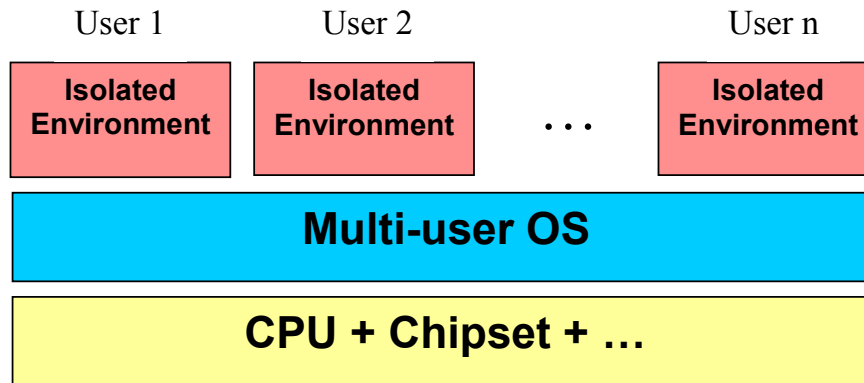 User 1 User 2 User n
Isolated Environment
Isolated Environment
...
Isolated Environment
Multi-user OS
CPU + Chipset + …